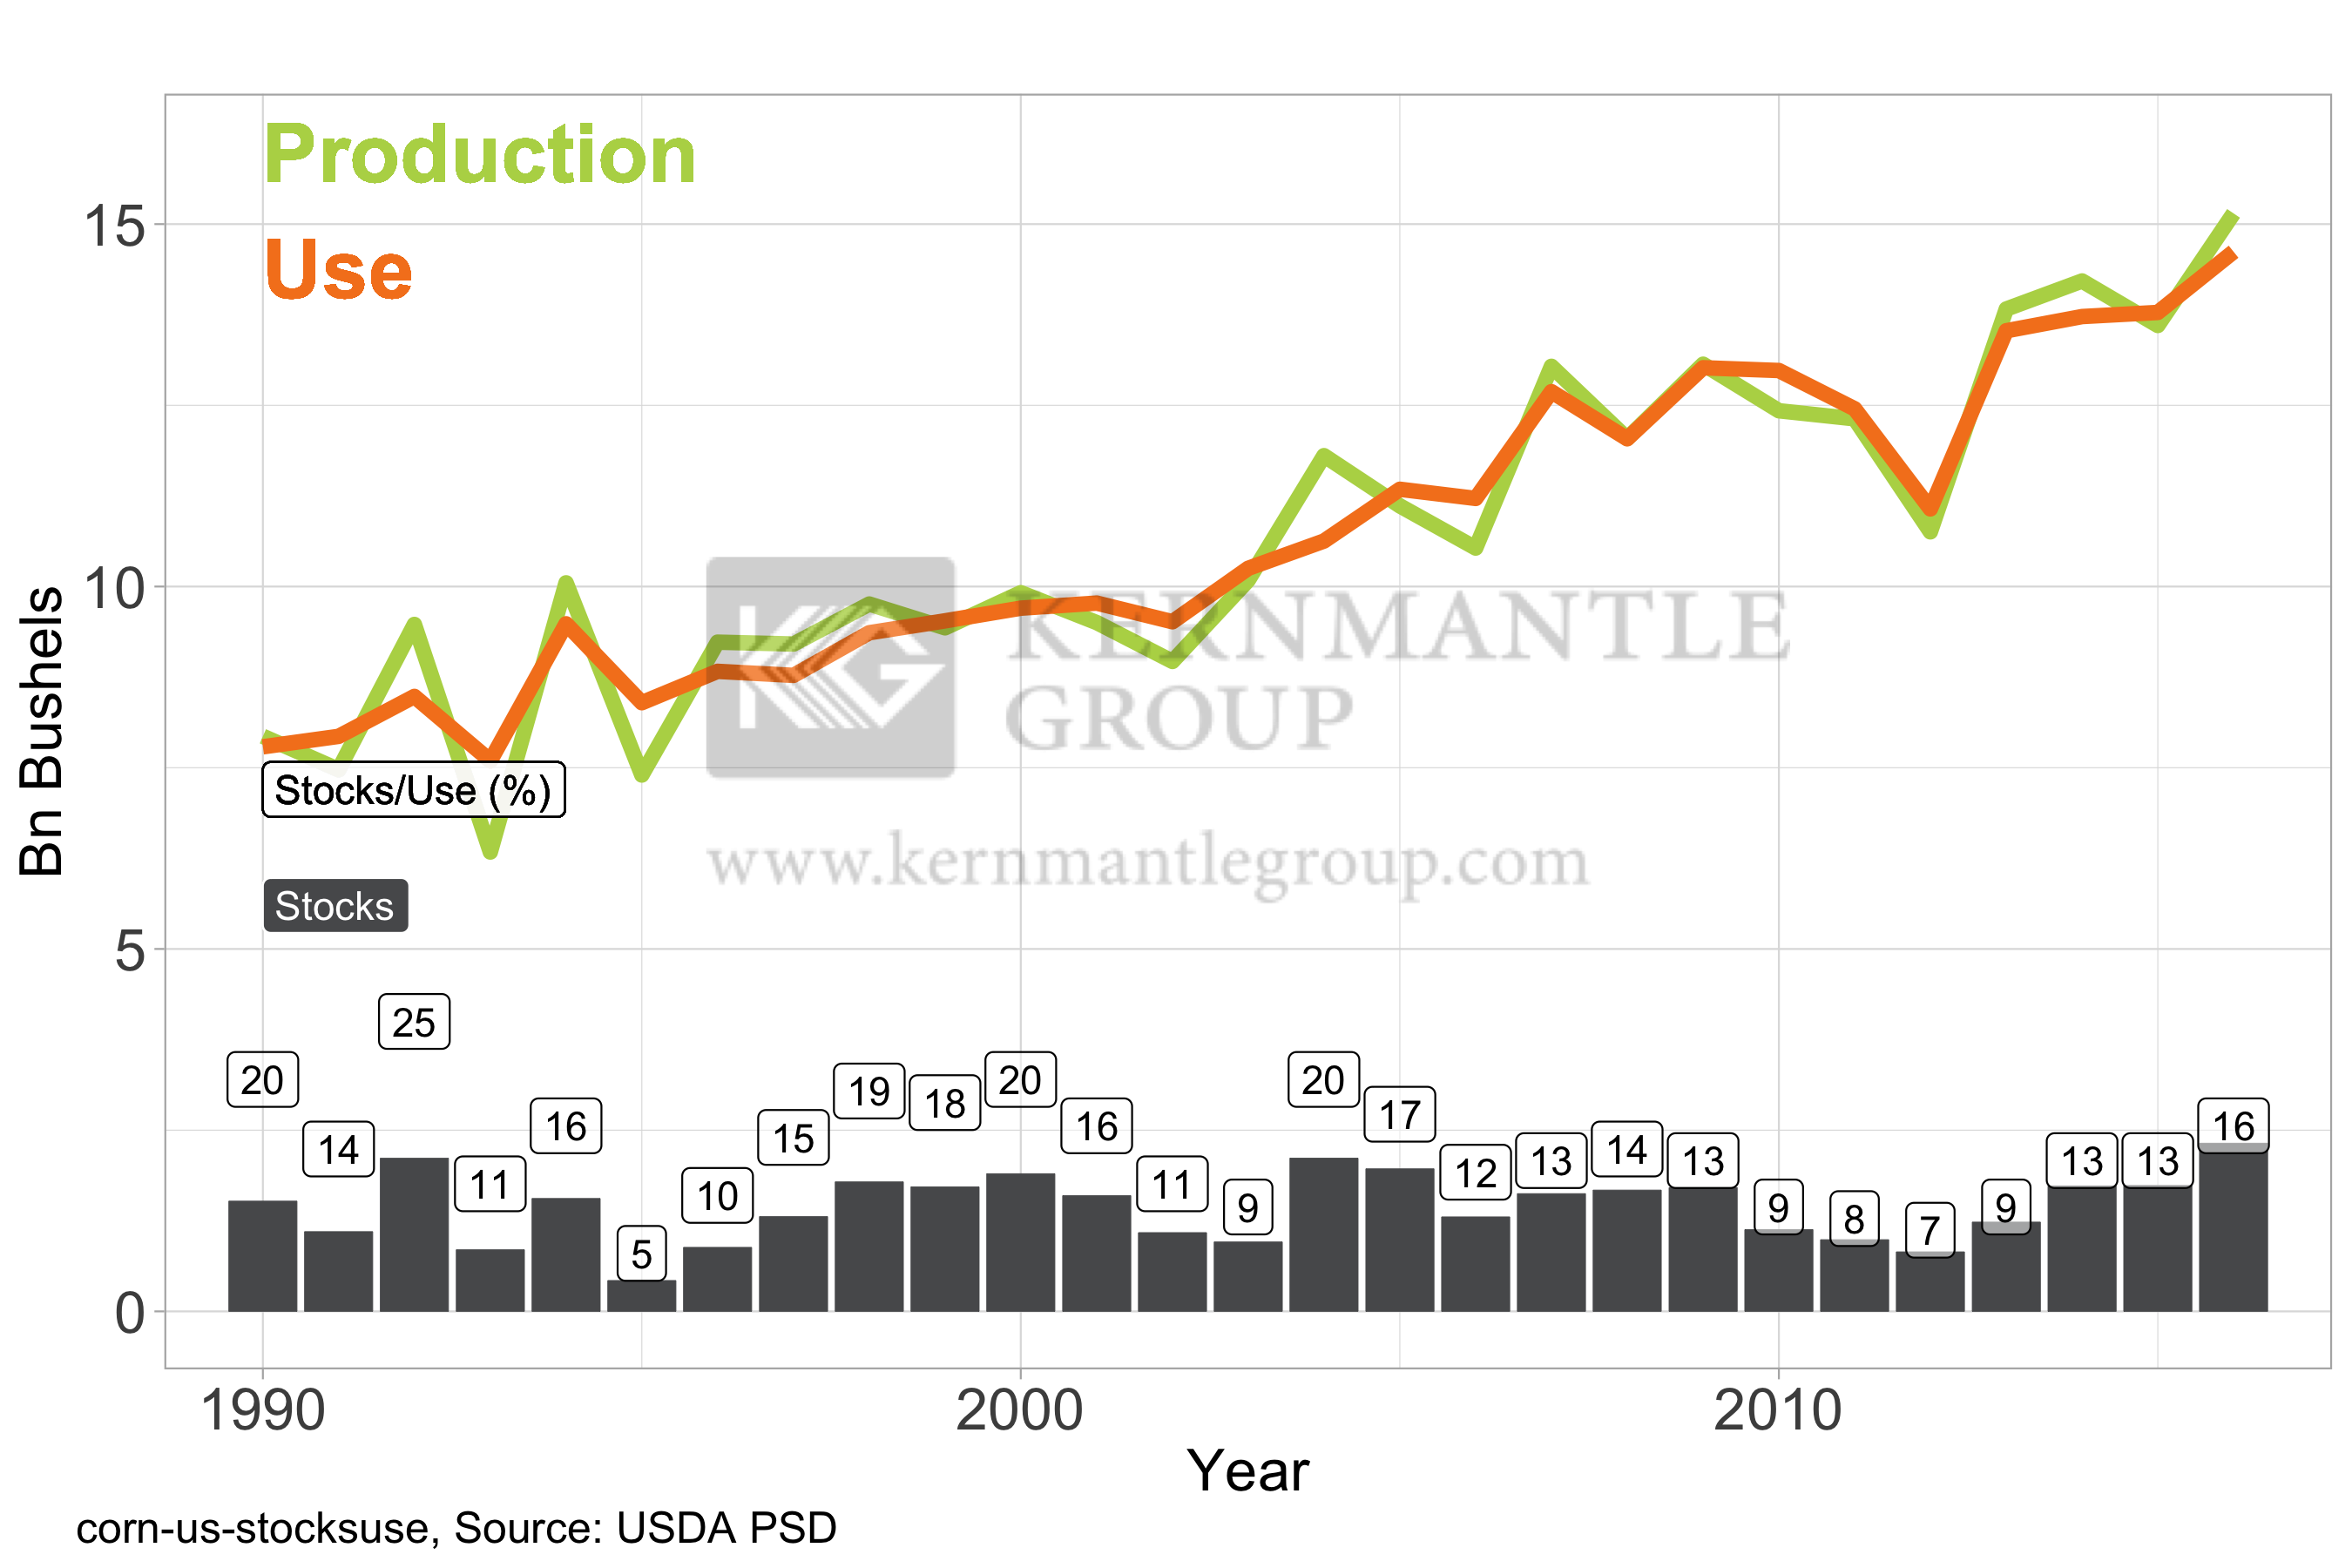 Production
Use
15
10
5
0
Bn Bushels
KERNMANTLE
GROUP
www.kernmantlegroup.com
Stocks/Use (%)
Stocks
20 14 25 11 16 5 10 15 19 18 20 16 11 9 20 17 12 13 14 13 9 8 7 9 13 13 16
1990 2000 2010
Year
corn-us-stocksuse, Source: USDA PSD